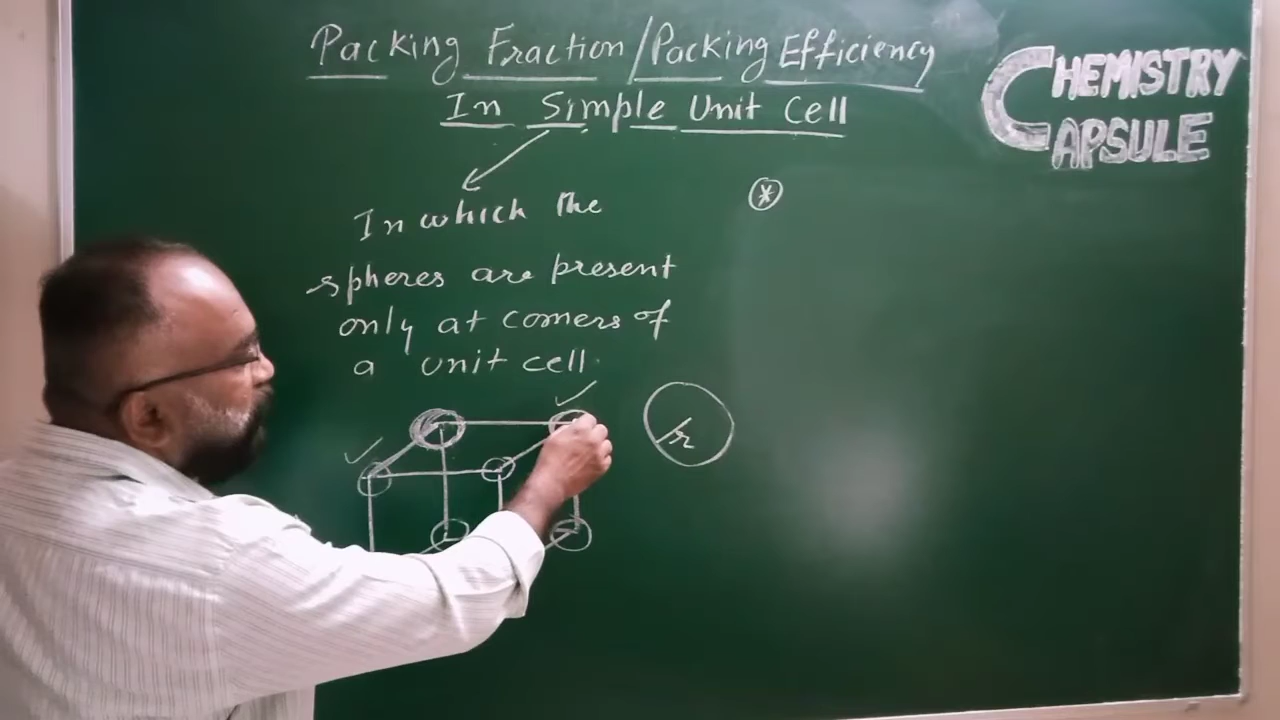 Packing Fraction/Packing Efficiency
In Simple Unit Cell
CHEMISTRY
CAPSULE
In which the
spheres are present
only at corners of
a unit cell.
r